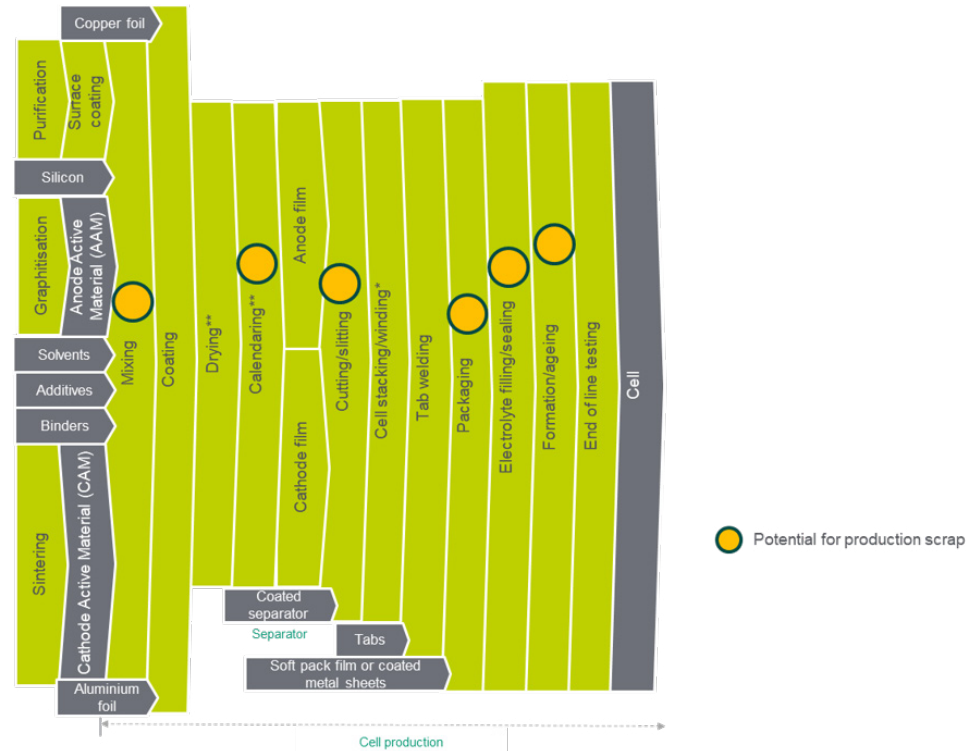 Copper foil
Purification
Surface
coating
Silicon
Graphitisation
Anode Active
Material (AAM)
Solvents
Additives
Binders
Sintering
Cathode Active Material (CAM)
Aluminium
foil
Mixing
Coating
Drying**
Calendaring**
Anode film
Cathode film
Cutting/slitting
Cell stacking/winding*
Tab welding
Packaging
Electrolyte filling/sealing
Formation/ageing
End of line testing
Cell
Coated
separator
Separator
Tabs
Soft pack film or coated
metal sheets
Cell production
Potential for production scrap